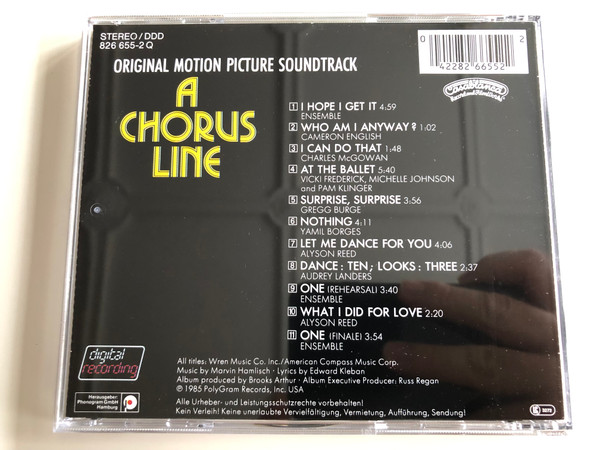 STEREO/DDD
826 655-2 Q
ORIGINAL MOTION PICTURE SOUNDTRACK
A
CHORUS
LINE
0 42282 66552 2
Casablanca
1 I HOPE I GET IT 4:59
ENSEMBLE
2 WHO AM I ANYWAY? 1:02
CAMERON ENGLISH
3 I CAN DO THAT 1:48
CHARLES McGOWAN
4 AT THE BALLET 5:40
VICKI FREDERICK, MICHELLE JOHNSON
and PAM KLINGER
5 SURPRISE, SURPRISE 3:56
GREGG BURGE
6 NOTHING 4:11
YAMIL BORGES
7 LET ME DANCE FOR YOU 4:06
ALYSON REED
8 DANCE: TEN; LOOKS: THREE 2:37
AUDREY LANDERS
9 ONE (REHEARSAL) 3:40
ENSEMBLE
10 WHAT I DID FOR LOVE 2:20
ALYSON REED
11 ONE (FINALE) 3:54
ENSEMBLE
digital
recording
Herausgeber:
Phonogram GmbH
Hamburg
All titles: Wren Music Co. Inc./American Compass Music Corp.
Music by Marvin Hamlisch · Lyrics by Edward Kleban
Album produced by Brooks Arthur · Album Executive Producer: Russ Regan
℗ 1985 PolyGram Records, Inc. USA
Alle Urheber- und Leistungsschutzrechte vorbehalten!
Kein Verleih! Keine unerlaubte Vervielfältigung, Vermietung, Aufführung, Sendung!